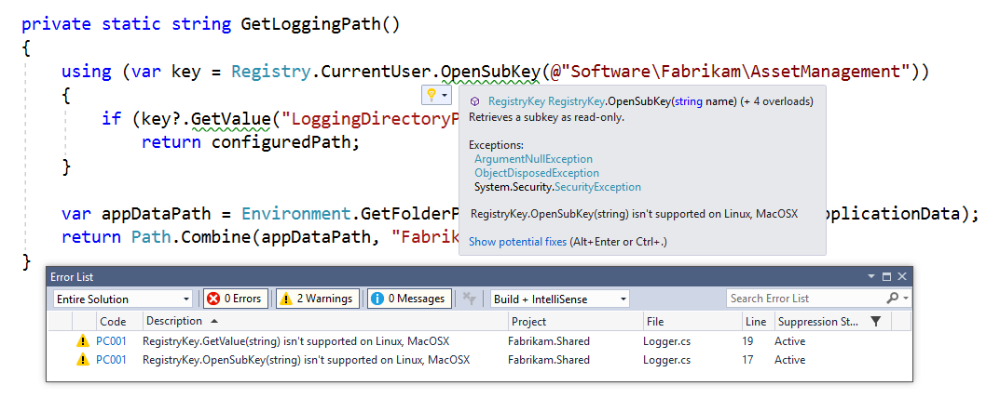 private static string GetLoggingPath()
{
using (var key = Registry.CurrentUser.OpenSubKey(@"Software\Fabrikam\AssetManagement"))
{
RegistryKey RegistryKey.OpenSubKey(string name) (+ 4 overloads)
Retrieves a subkey as read-only.
Exceptions:
ArgumentNullException
ObjectDisposedException
System.Security.SecurityException
RegistryKey.OpenSubKey(string) isn't supported on Linux, MacOSX
Show potential fixes (Alt+Enter or Ctrl+.)
if (key?.GetValue("LoggingDirectoryP
return configuredPath;
}
var appDataPath = Environment.GetFolderP pplicationData);
return Path.Combine(appDataPath, "Fabrik
}
Error List
Entire Solution 0 Errors 2 Warnings 0 Messages Build + IntelliSense Search Error List
Code Description Project File Line Suppression St...
PC001 RegistryKey.GetValue(string) isn't supported on Linux, MacOSX Fabrikam.Shared Logger.cs 19 Active
PC001 RegistryKey.OpenSubKey(string) isn't supported on Linux, MacOSX Fabrikam.Shared Logger.cs 17 Active